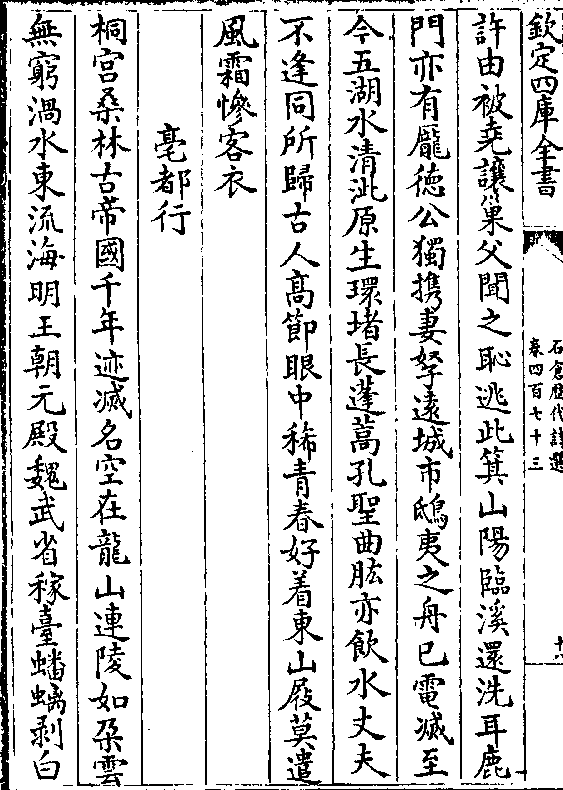 欽定四庫全書
石倉歷代詩選
卷四百七十三
許由被堯讓巢父聞之恥逃此箕山陽臨溪還洗耳鹿
門亦有龐德公獨携妻孥遠城市鴟夷之舟已電滅至
今五湖水清泚原生環堵長蓬蒿孔聖曲肱亦飲水丈夫
不逢同所歸古人髙節眼中稀青春好着東山屐莫遣
風霜慘客衣
亳都行
桐宫桑林古帝國千年迹滅名空在龍山連陵如朶雲
無窮渦水東流海明王朝元殿魏武省稼臺蟠螭剥白